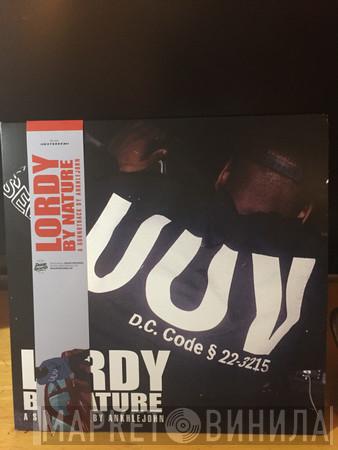 LORDY
BY NATURE
A SOUNDTRACK BY ANKHLEJOHN
UUV
D.C. Code § 22-3215
LORDY
BY NATURE
A S BY ANKHLEJOHN
МАРКЕТ ВИНИЛА